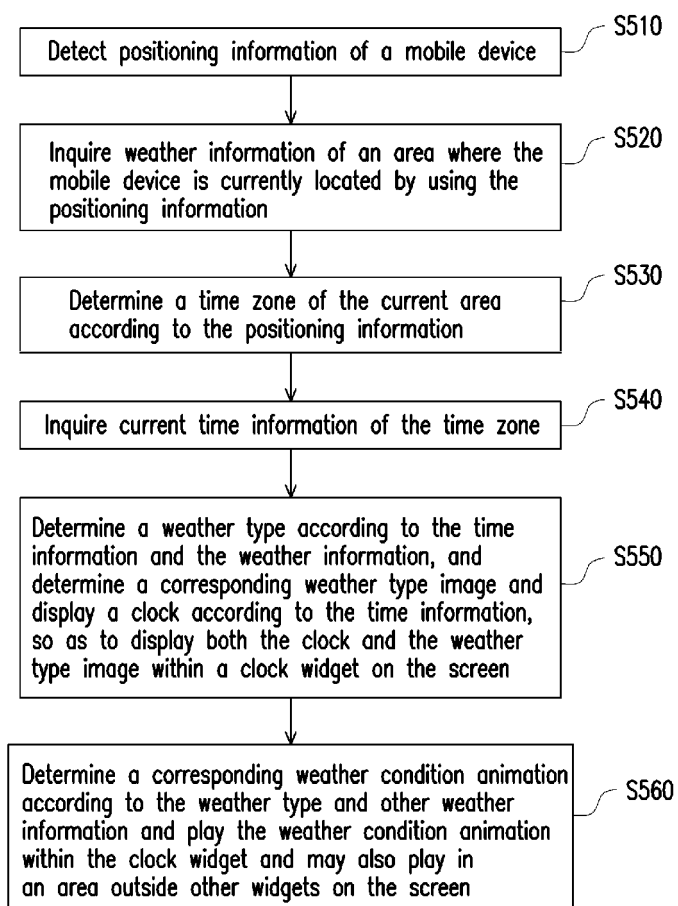 S510
Detect positioning information of a mobile device
S520
Inquire weather information of an area where the
mobile device is currently located by using the
positioning information
S530
Determine a time zone of the current area
according to the positioning information
S540
Inquire current time information of the time zone
S550
Determine a weather type according to the time
information and the weather information, and
determine a corresponding weather type image and
display a clock according to the time information,
so as to display both the clock and the weather
type image within a clock widget on the screen
S560
Determine a corresponding weather condition animation
according to the weather type and other weather
information and play the weather condition animation
within the clock widget and may also play in
an area outside other widgets on the screen